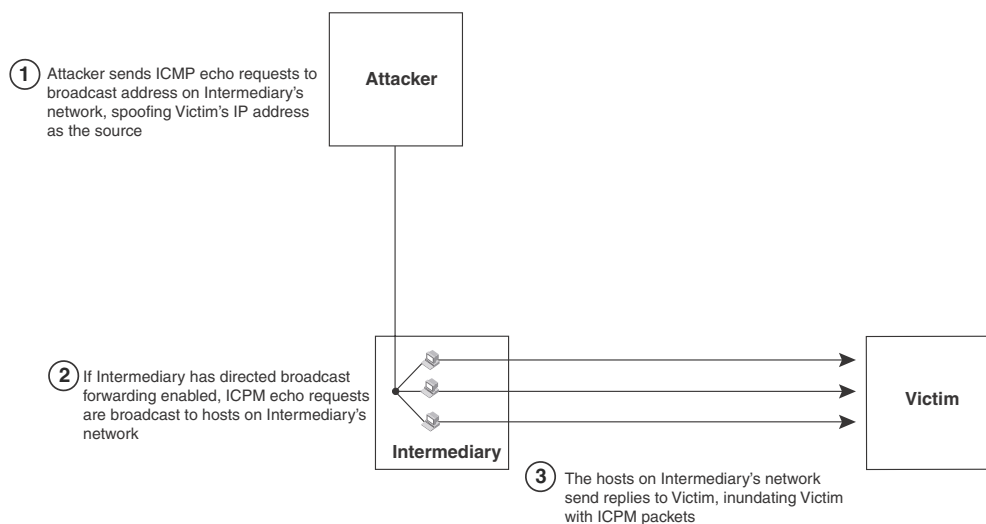 1
Attacker sends ICMP echo requests to
broadcast address on Intermediary's
network, spoofing Victim's IP address
as the source
Attacker
2
If Intermediary has directed broadcast
forwarding enabled, ICPM echo requests
are broadcast to hosts on Intermediary's
network
Intermediary
Victim
3
The hosts on Intermediary's network
send replies to Victim, inundating Victim
with ICPM packets